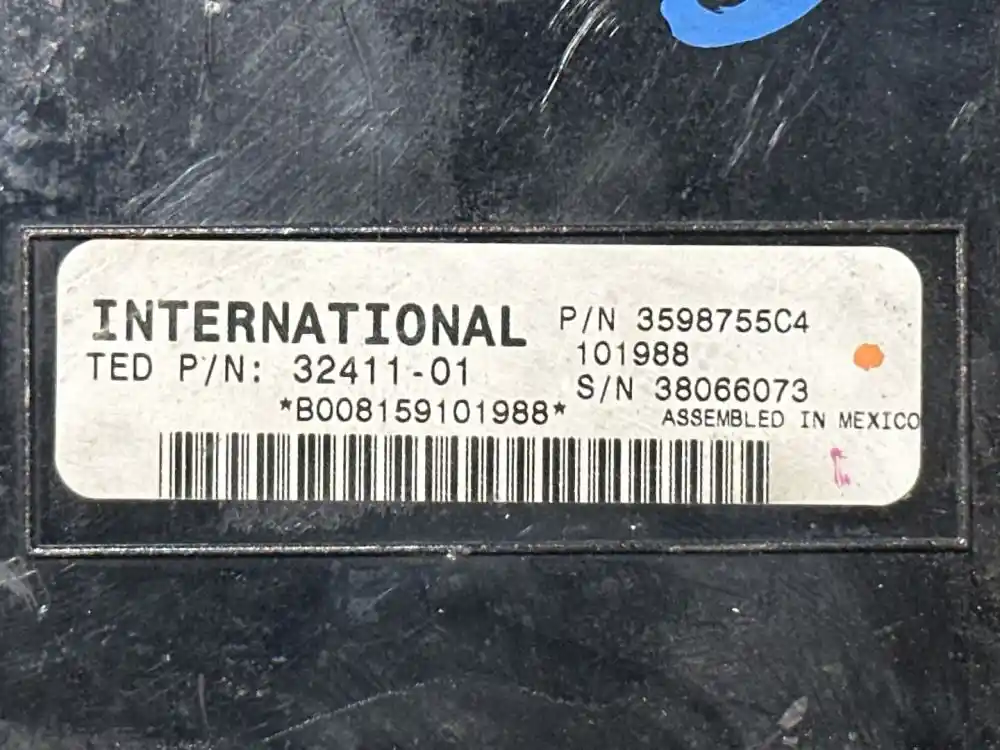 INTERNATIONAL P/N 3598755C4
101988
TED P/N: 32411-01
S/N 38066073
*B008159101988*
ASSEMBLED IN MEXICO